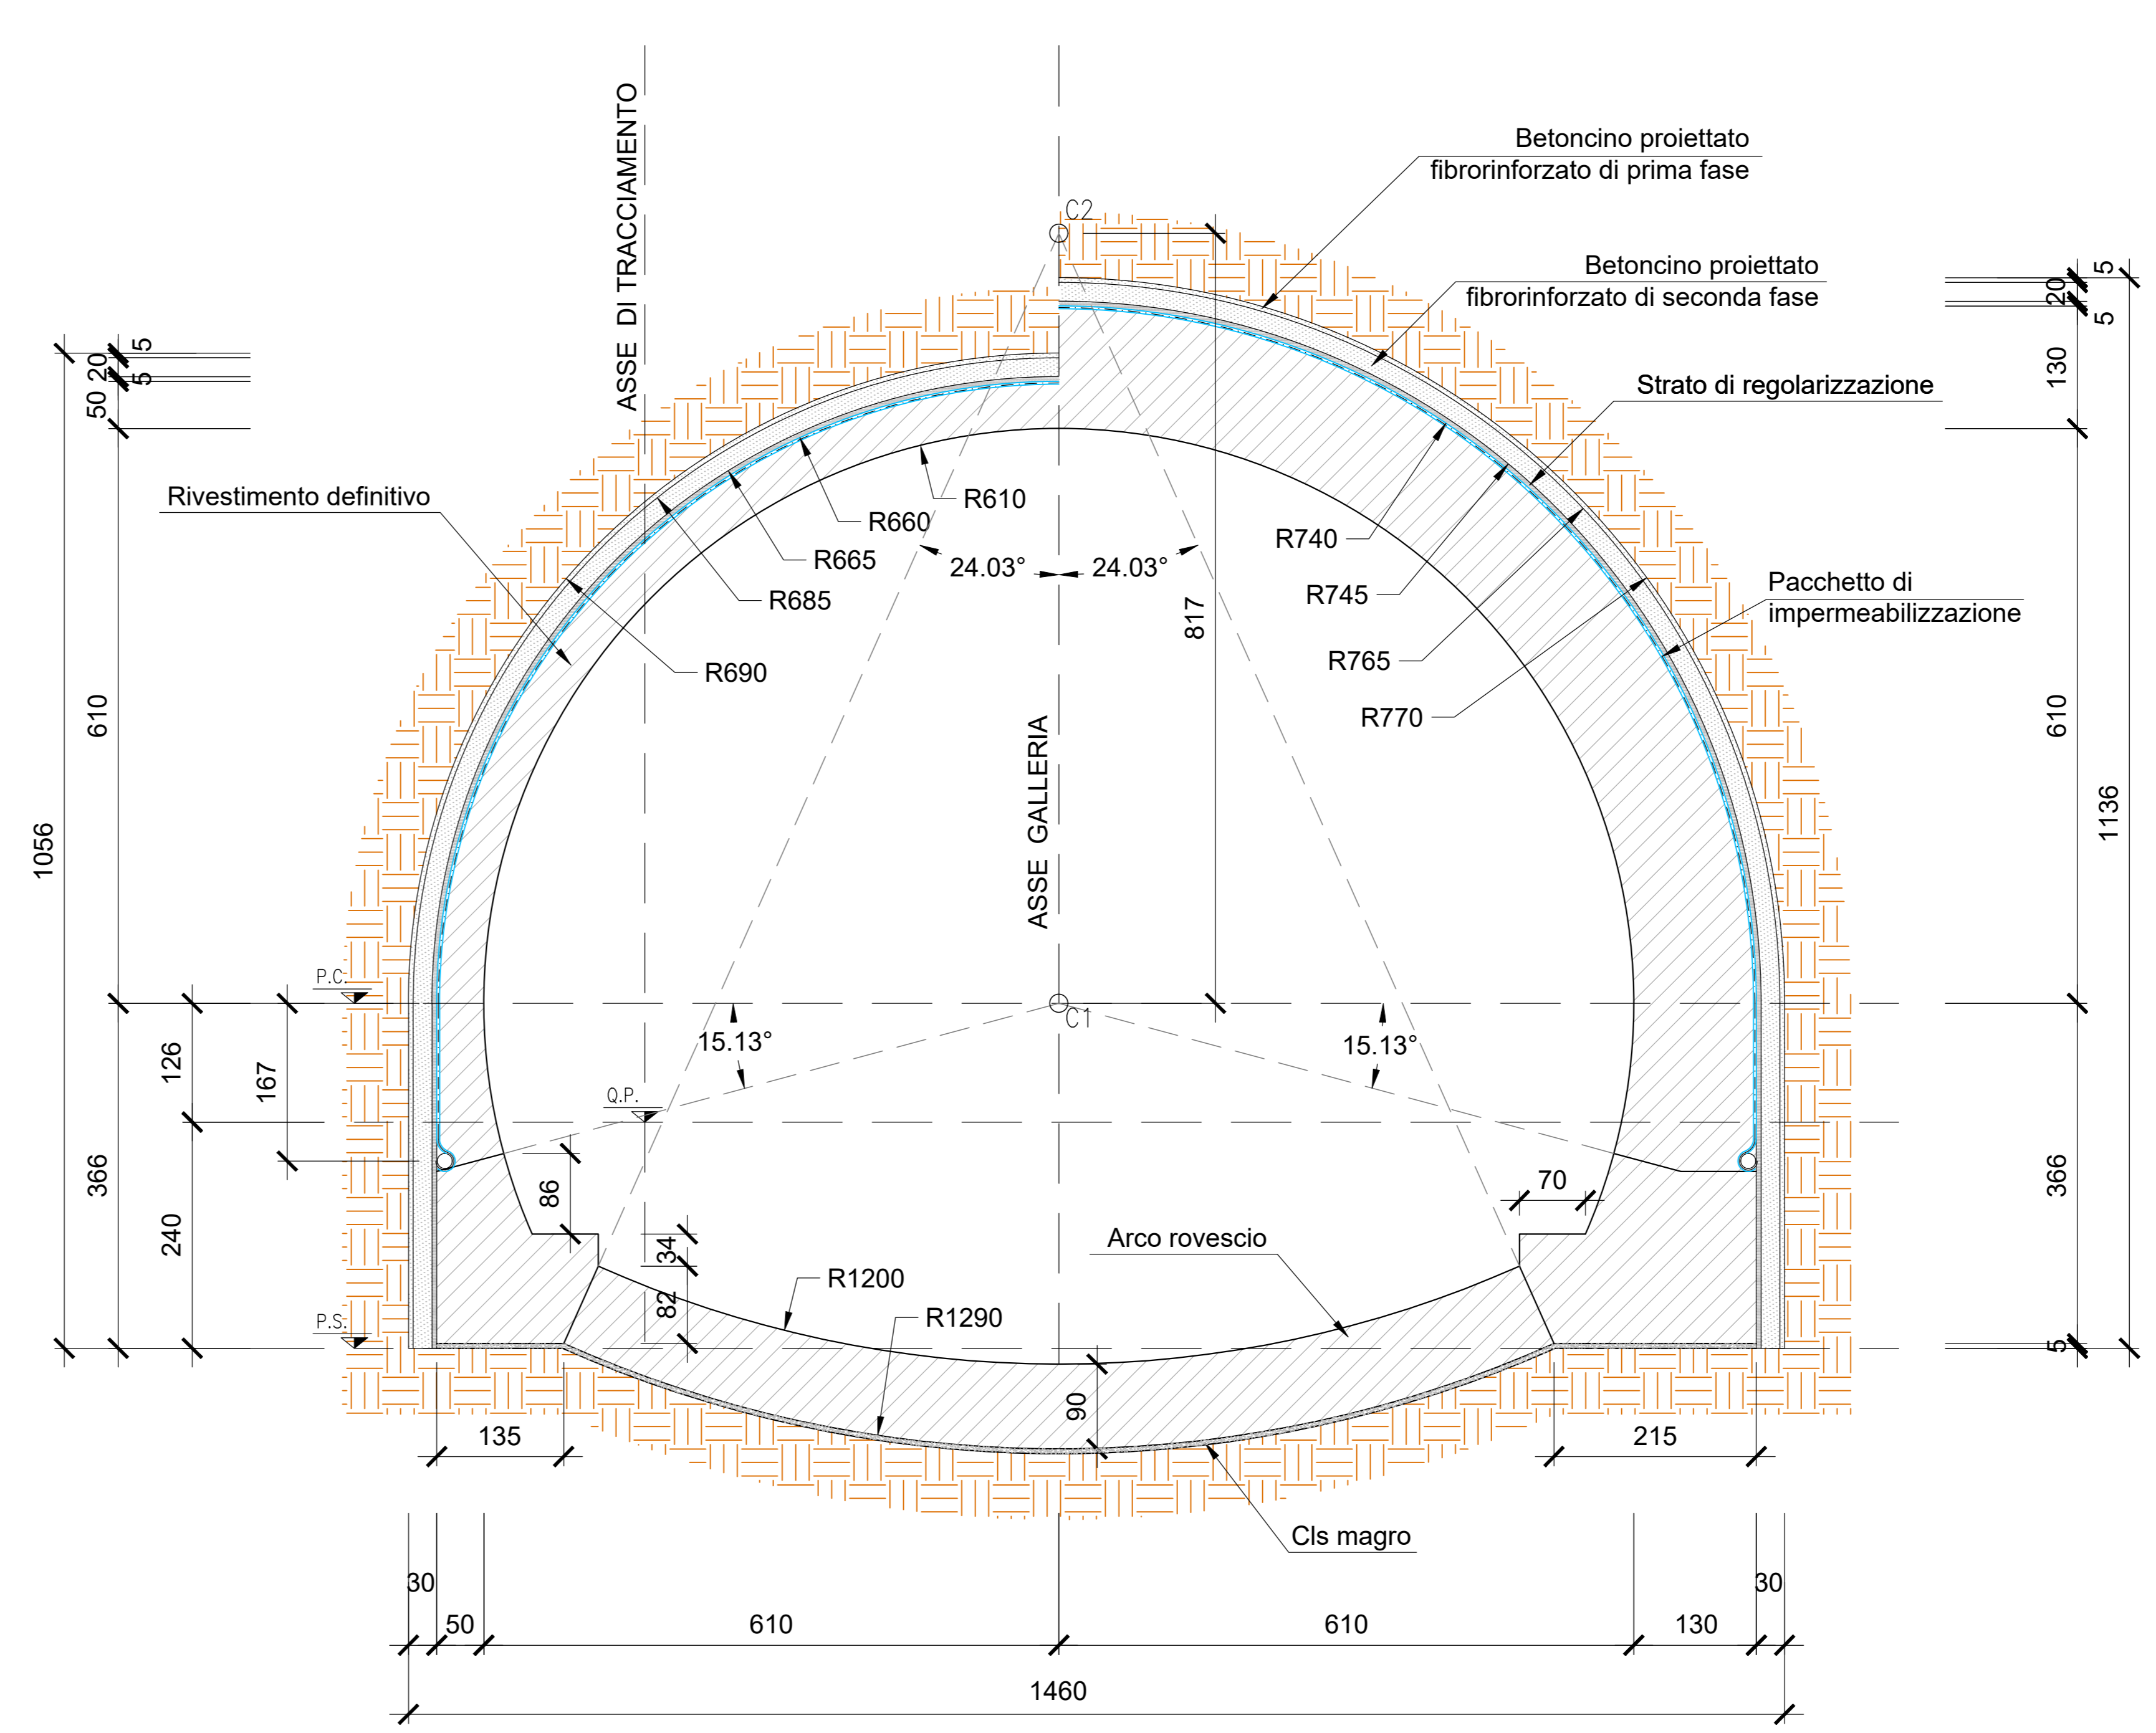 ASSE DI TRACCIAMENTO
C2
Betoncino proiettato
fibrorinforzato di prima fase
Betoncino proiettato
fibrorinforzato di seconda fase
Strato di regolarizzazione
Pacchetto di
impermeabilizzazione
Rivestimento definitivo
5
20
5
50
610
1056
366
126
167
240
5
20
5
130
610
1136
366
5
R610
R660
R665
R685
R690
24.03°
24.03°
R740
R745
R765
R770
817
ASSE GALLERIA
P.C.
C1
15.13°
15.13°
Q.P.
86
34
82
70
Arco rovescio
R1200
R1290
P.S.
90
135
215
Cls magro
30
50
610
610
130
30
1460